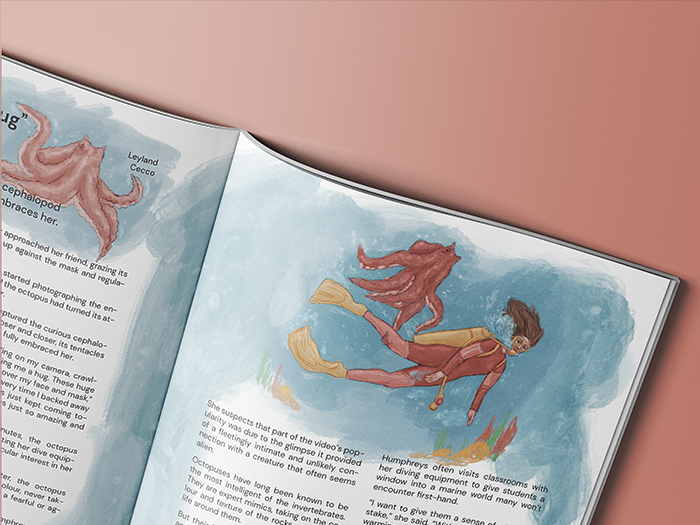 ug”
Leyland
Cecco
cephalopod
mbraces her.
approached her friend, grazing its
up against the mask and regula-
started photographing the en-
the octopus had turned its at-
ptured the curious cephalo-
oser and closer, its tentacles
fully embraced her.
ing on my camera, crawl-
ing me a hug. These huge
over my face and mask,”
very time I backed away
s just kept coming to-
s just so amazing and
nutes, the octopus
ting her dive equip-
cular interest in her
er, the octopus
olour, never tak-
a fearful or ag-
She suspects that part of the video’s pop-
ularity was due to the glimpse it provided
of a fleetingly intimate and unlikely con-
nection with a creature that often seems
alien.
Octopuses have long been known to be
the most intelligent of the invertebrates.
They are expert mimics, taking on the co-
lour and texture of the rocks
life around them.
But their
Humphreys often visits classrooms with
her diving equipment to give students a
window into a marine world many won’t
encounter first-hand.
“I want to give them a sense of
stake,” she said.